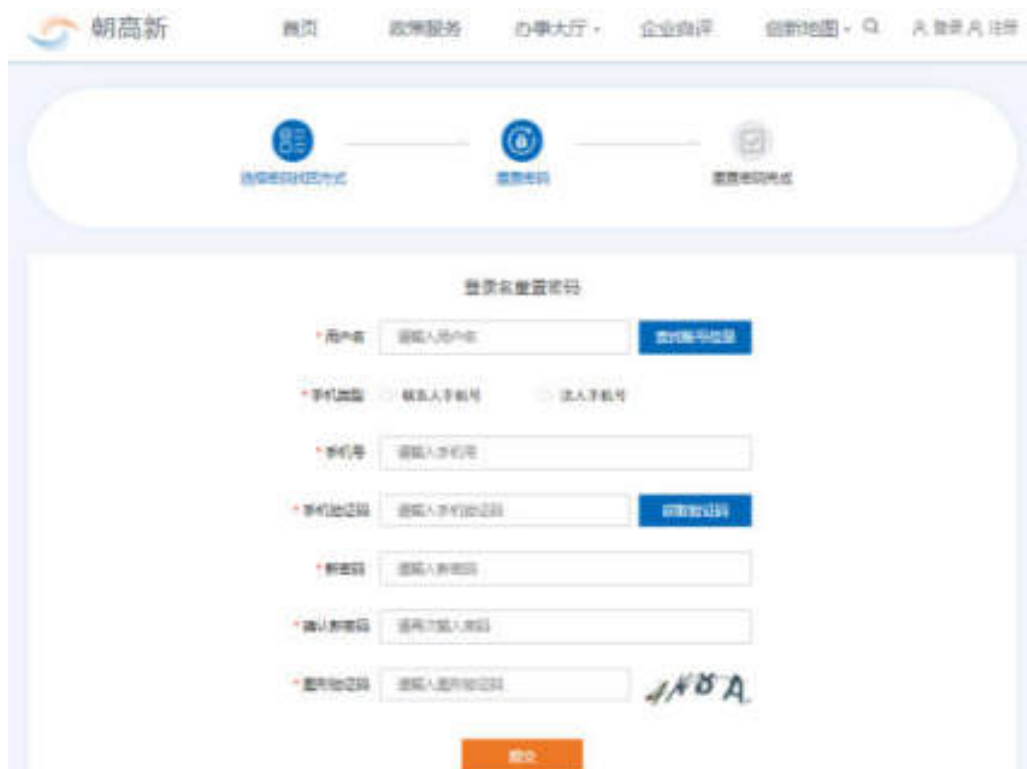 朝高新 首页 政策服务 办事大厅 企业自评 创新地图 登录 注册
选择密码找回方式 重置密码 重置密码完成
登录名重置密码
*用户名 请输入用户名 查找账号信息
*手机类型 联系人手机号 法人手机号
*手机号 请输入手机号
*手机验证码 请输入手机验证码 获取验证码
*新密码 请输入新密码
*确认新密码 请再次输入密码
*图形验证码 请输入图形验证码
提交